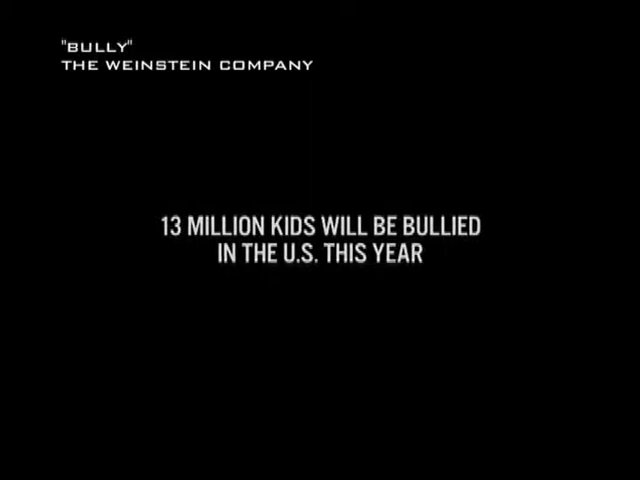 "BULLY"
THE WEINSTEIN COMPANY
13 MILLION KIDS WILL BE BULLIED
IN THE U.S. THIS YEAR